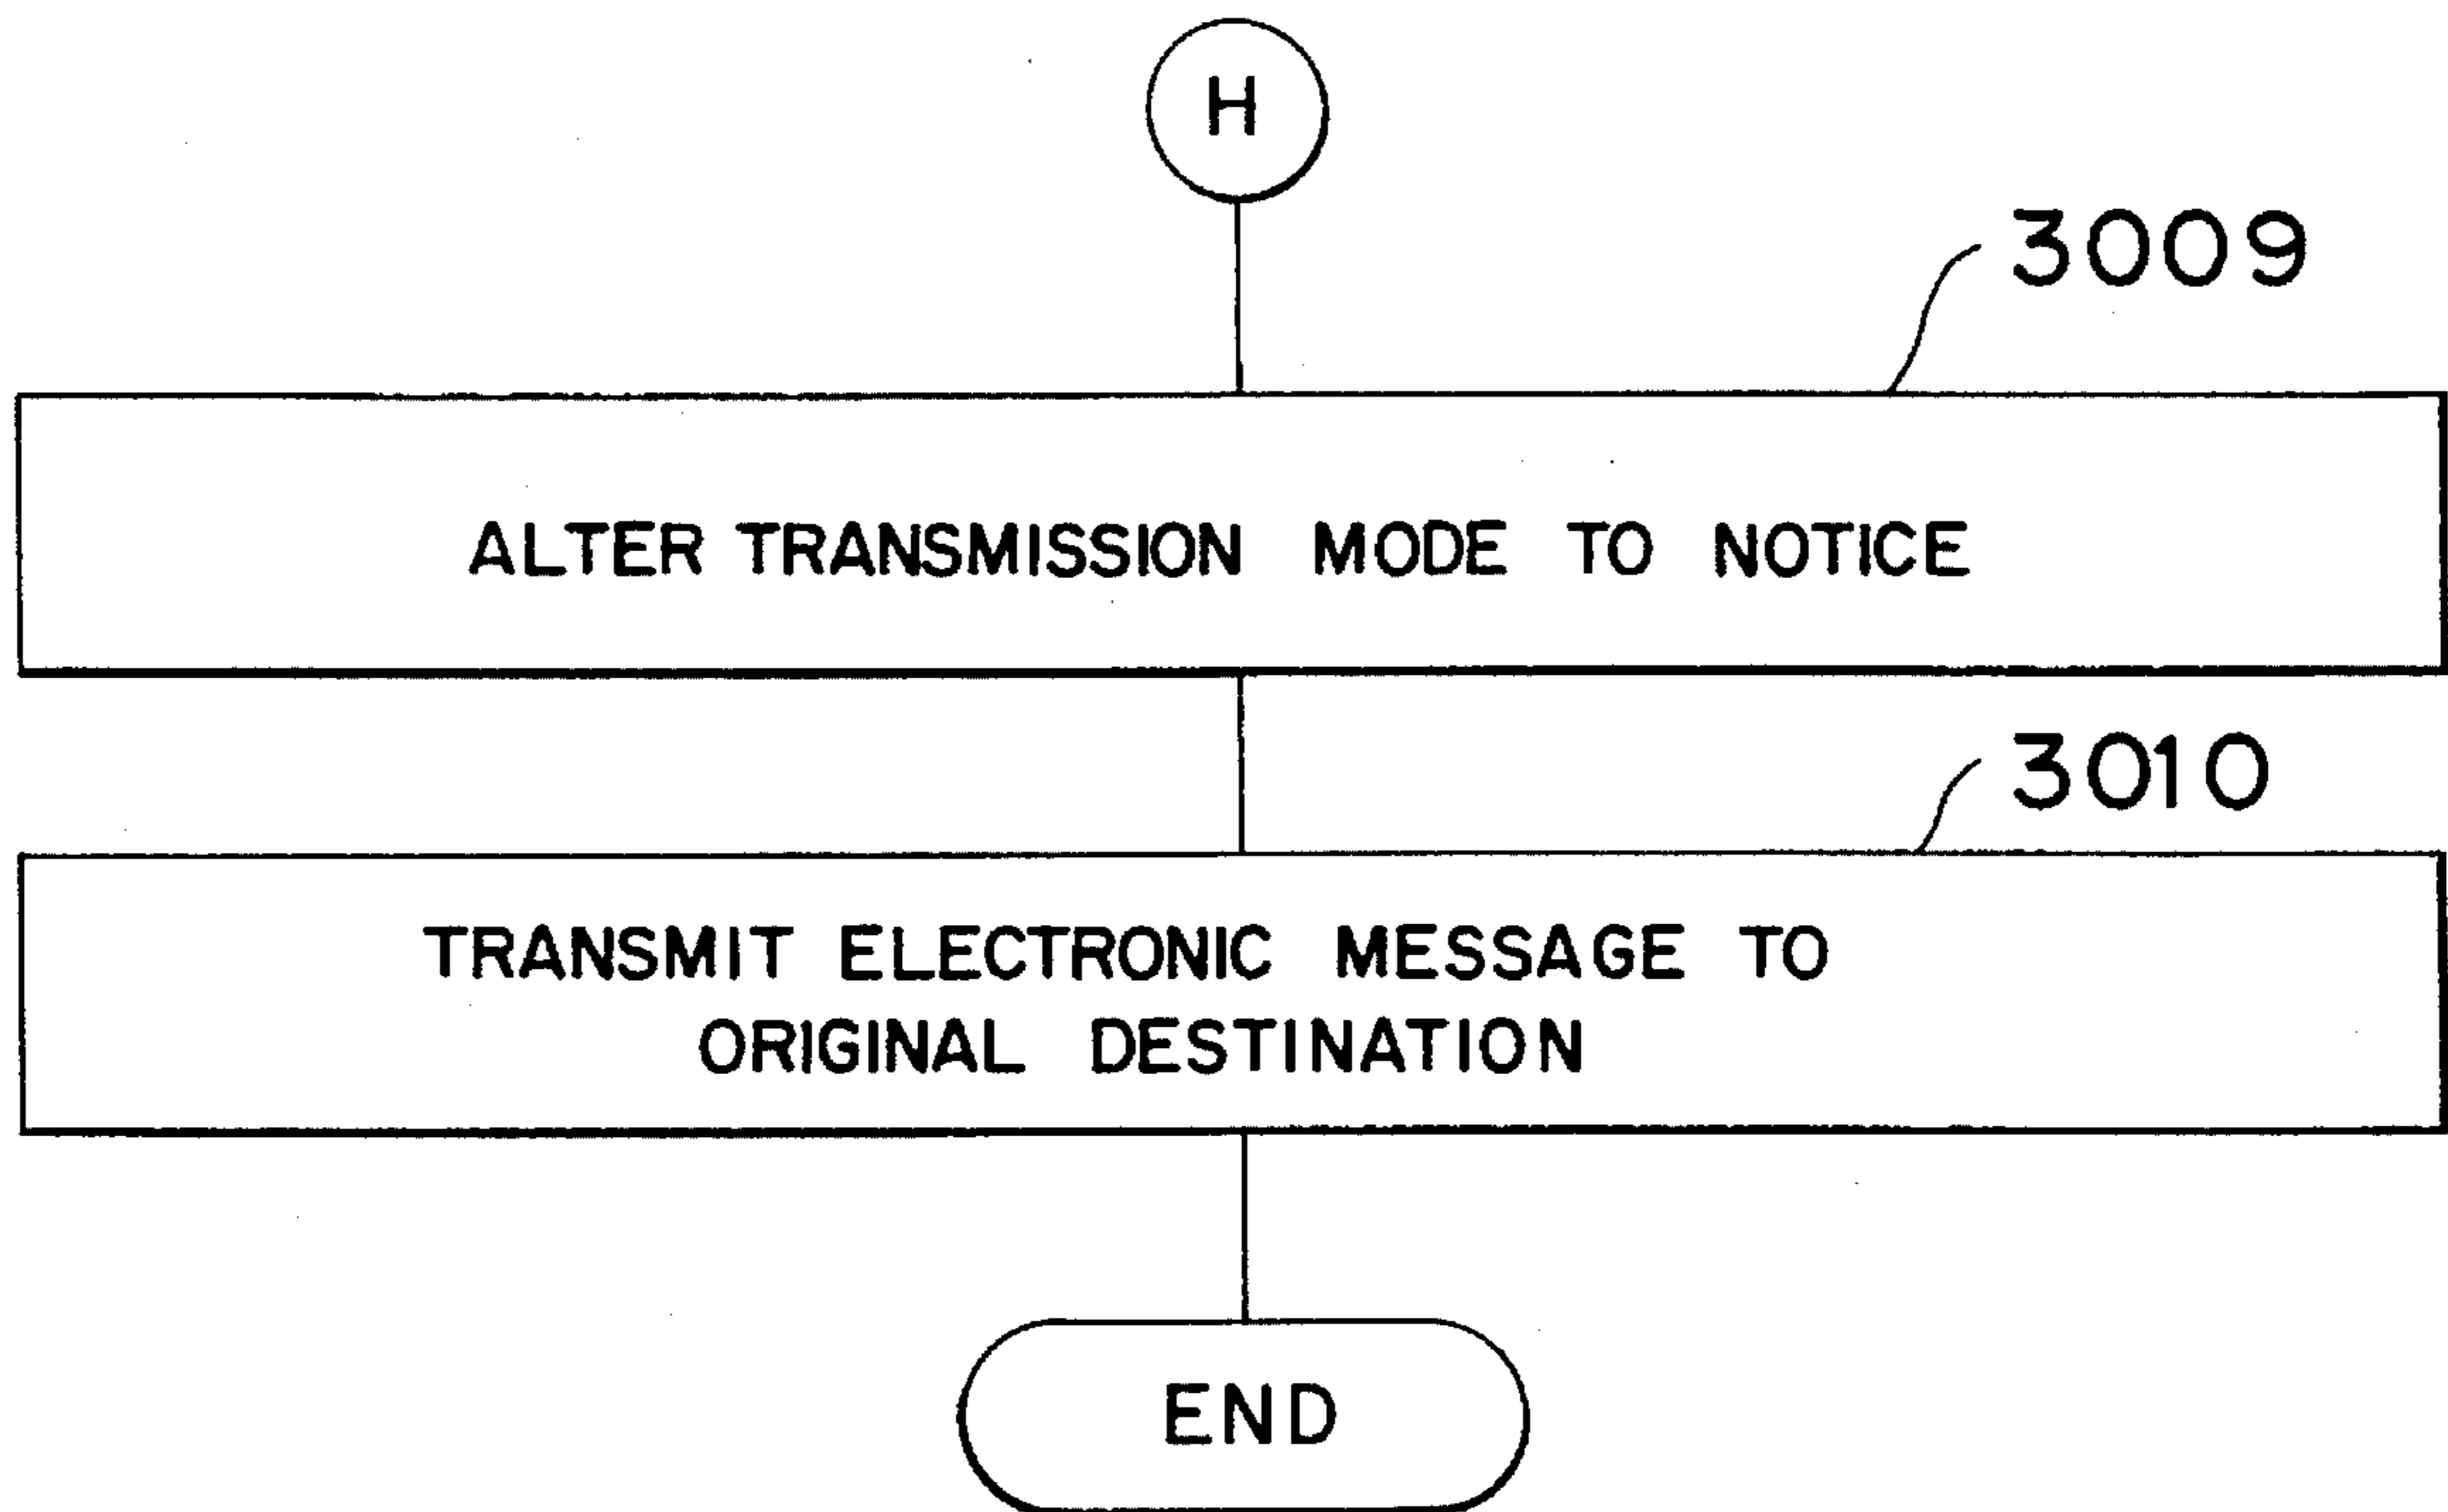 H
3009
ALTER TRANSMISSION MODE TO NOTICE
3010
TRANSMIT ELECTRONIC MESSAGE TO
ORIGINAL DESTINATION
END